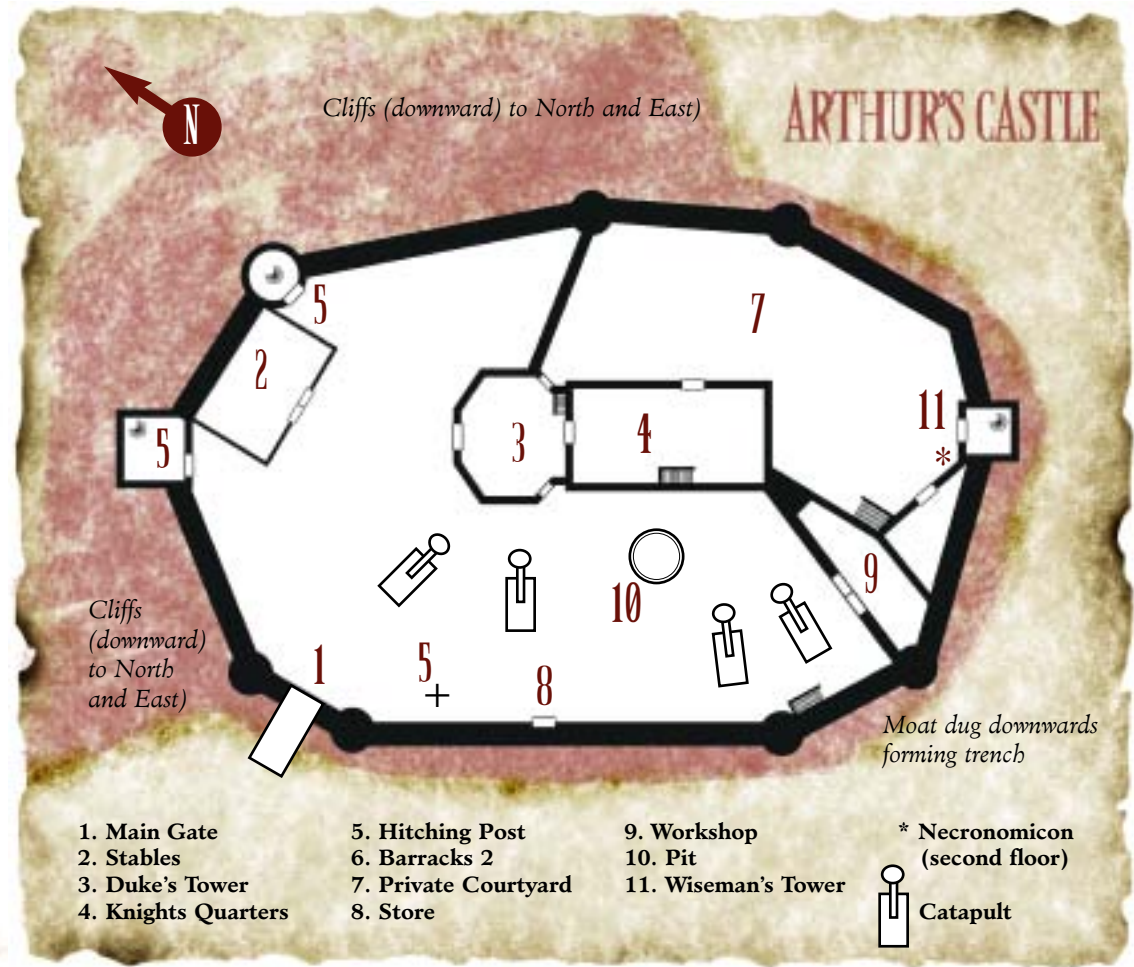 N
Cliffs (downward) to North and East)
ARTHUR'S CASTLE
5
7
2
11
5
3
4
*
9
10
Cliffs
(downward)
to North
and East)
1
5
8
Moat dug downwards
forming trench
1. Main Gate
2. Stables
3. Duke's Tower
4. Knights Quarters
5. Hitching Post
6. Barracks 2
7. Private Courtyard
8. Store
9. Workshop
10. Pit
11. Wiseman's Tower
* Necronomicon
(second floor)
Catapult